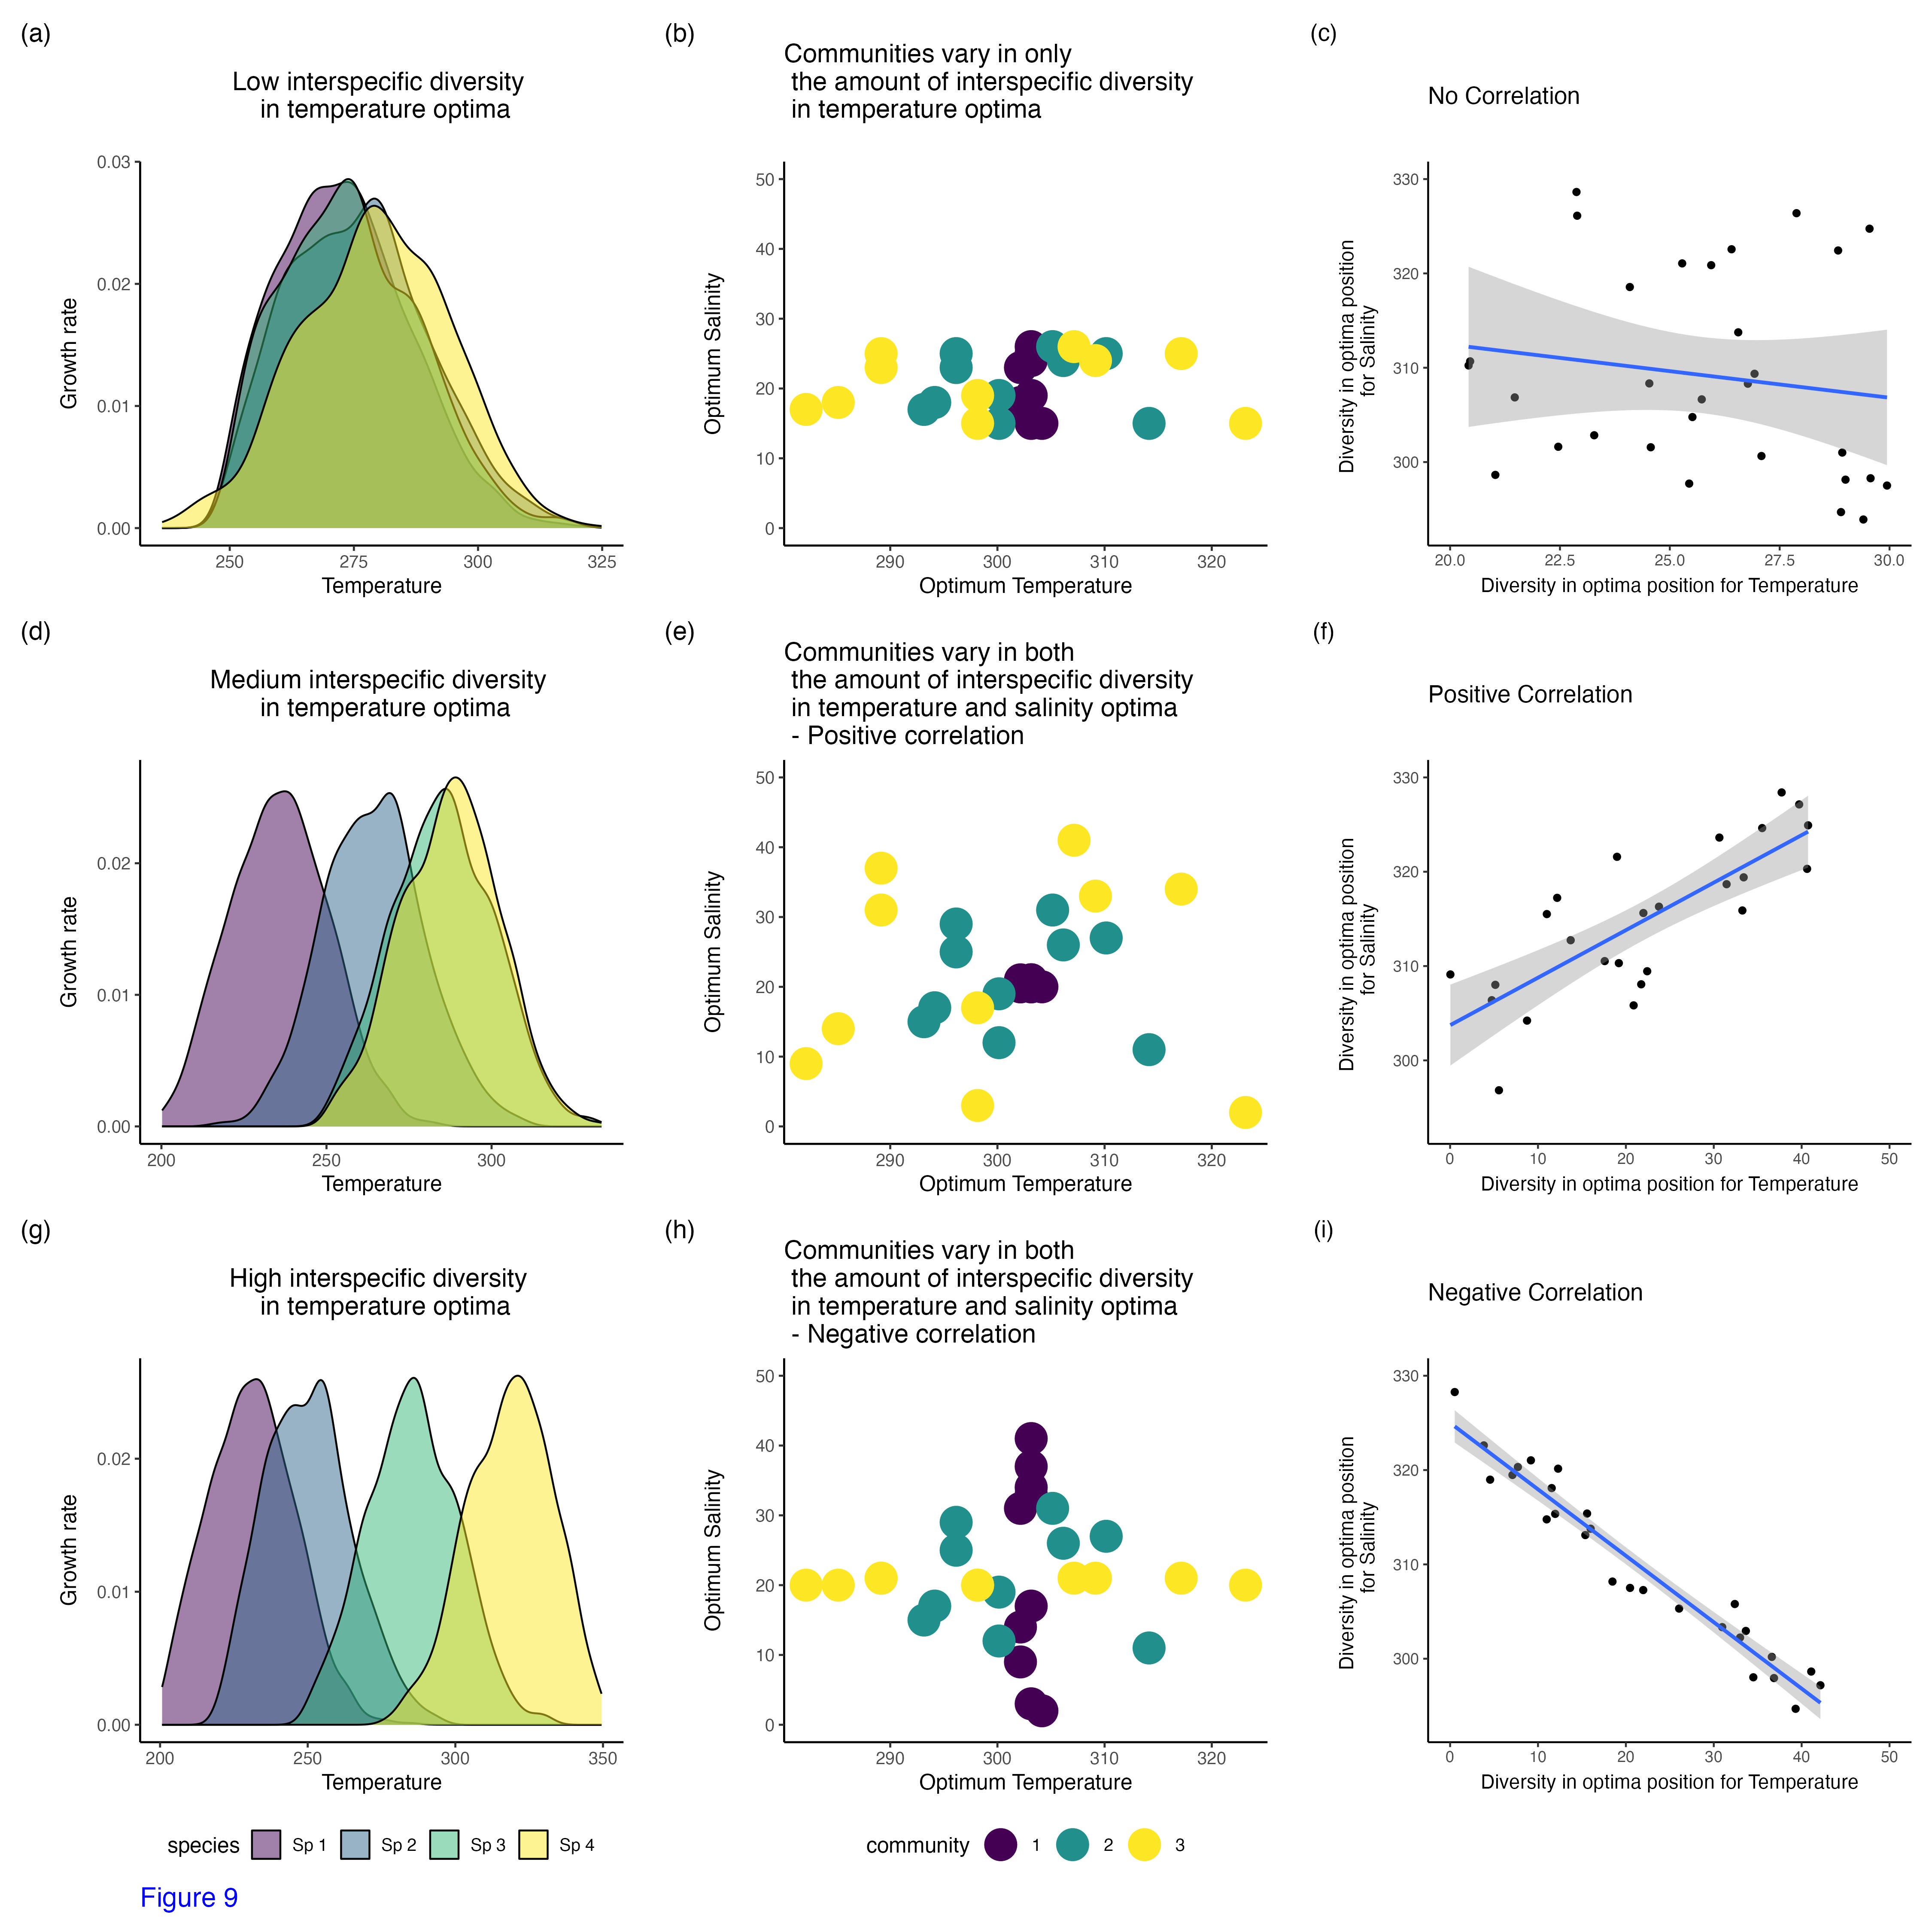 (a)
Low interspecific diversity
in temperature optima
Growth rate
0.03
0.02
0.01
0.00
250
275
300
325
Temperature
(b)
Communities vary in only
the amount of interspecific diversity
in temperature optima
Optimum Salinity
50
40
30
20
10
0
290
300
310
320
Optimum Temperature
(c)
No Correlation
Diversity in optima position
for Salinity
330
320
310
300
20.0
22.5
25.0
27.5
30.0
Diversity in optima position for Temperature
(d)
Medium interspecific diversity
in temperature optima
Growth rate
0.02
0.01
0.00
200
250
300
Temperature
(e)
Communities vary in both
the amount of interspecific diversity
in temperature and salinity optima
- Positive correlation
Optimum Salinity
50
40
30
20
10
0
290
300
310
320
Optimum Temperature
(f)
Positive Correlation
Diversity in optima position
for Salinity
330
320
310
300
0
10
20
30
40
50
Diversity in optima position for Temperature
(g)
High interspecific diversity
in temperature optima
Growth rate
0.02
0.01
0.00
200
250
300
350
Temperature
(h)
Communities vary in both
the amount of interspecific diversity
in temperature and salinity optima
- Negative correlation
Optimum Salinity
50
40
30
20
10
0
290
300
310
320
Optimum Temperature
(i)
Negative Correlation
Diversity in optima position
for Salinity
330
320
310
300
0
10
20
30
40
50
Diversity in optima position for Temperature
species Sp 1 Sp 2 Sp 3 Sp 4
community 1 2 3
Figure 9